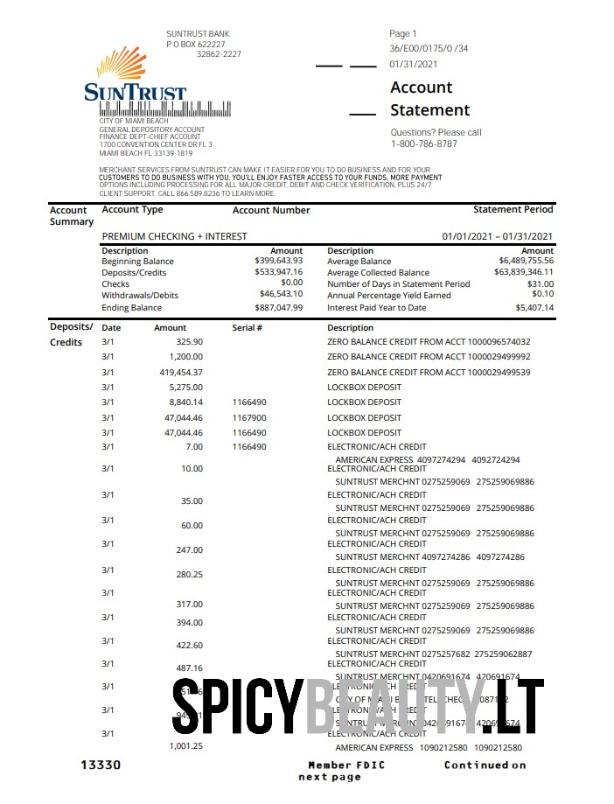 SUNTRUST BANK
P O BOX 622227
32862-2227
Page 1
36/E00/0175/0 /34
01/31/2021
Account
Statement
Questions? Please call
1-800-786-8787
SUNTRUST
CITY OF MIAMI BEACH
GENERAL DEPOSITORY ACCOUNT
FINANCE DEPT-CHIEF ACCOUNT
1700 CONVENTION CENTER DR FL 3
MIAMI BEACH FL 33139-1819
MERCHANT SERVICES FROM SUNTRUST CAN MAKE IT EASIER FOR YOU TO DO BUSINESS AND FOR YOUR
CUSTOMERS TO DO BUSINESS WITH YOU. YOU'LL ENJOY FASTER ACCESS TO YOUR FUNDS, MORE PAYMENT
OPTIONS INCLUDING PROCESSING FOR ALL MAJOR CREDIT, DEBIT AND CHECK VERIFICATION, PLUS 24/7
CLIENT SUPPORT. CALL 866.589.8236 TO LEARN MORE.
Account Summary
Account Type Account Number Statement Period
PREMIUM CHECKING + INTEREST 01/01/2021 – 01/31/2021
Description Amount Description Amount
Beginning Balance $399,643.93 Average Balance $6,489,755.56
Deposits/Credits $533,947.16 Average Collected Balance $63,839,346.11
Checks $0.00 Number of Days in Statement Period $31.00
Withdrawals/Debits $46,543.10 Annual Percentage Yield Earned $0.10
Ending Balance $887,047.99 Interest Paid Year to Date $5,407.14
Deposits/ Credits
Date Amount Serial # Description
3/1 325.90 ZERO BALANCE CREDIT FROM ACCT 1000096574032
3/1 1,200.00 ZERO BALANCE CREDIT FROM ACCT 1000029499992
3/1 419,454.37 ZERO BALANCE CREDIT FROM ACCT 1000029499539
3/1 5,275.00 LOCKBOX DEPOSIT
3/1 8,840.14 1166490 LOCKBOX DEPOSIT
3/1 47,044.46 1167900 LOCKBOX DEPOSIT
3/1 47,044.46 1166490 LOCKBOX DEPOSIT
3/1 7.00 1166490 ELECTRONIC/ACH CREDIT
AMERICAN EXPRESS 4097274294 4092724294
3/1 10.00 ELECTRONIC/ACH CREDIT
SUNTRUST MERCHNT 0275259069 275259069886
3/1 35.00 ELECTRONIC/ACH CREDIT
SUNTRUST MERCHNT 0275259069 275259069886
3/1 60.00 ELECTRONIC/ACH CREDIT
SUNTRUST MERCHNT 0275259069 275259069886
3/1 247.00 ELECTRONIC/ACH CREDIT
SUNTRUST MERCHNT 4097274286 4097274286
3/1 280.25 ELECTRONIC/ACH CREDIT
SUNTRUST MERCHNT 0275259069 275259069886
3/1 317.00 ELECTRONIC/ACH CREDIT
SUNTRUST MERCHNT 0275259069 275259069886
3/1 394.00 ELECTRONIC/ACH CREDIT
SUNTRUST MERCHNT 0275259069 275259069886
3/1 422.60 ELECTRONIC/ACH CREDIT
SUNTRUST MERCHNT 0275257682 275259062887
3/1 487.16 ELECTRONIC/ACH CREDIT
SUNTRUST MERCHNT 0420691674 420691674
3/1 ELECTRONIC/ACH CREDIT
3/1 ELECTRONIC/ACH CREDIT
3/1 1,001.25 ELECTRONIC/ACH CREDIT
AMERICAN EXPRESS 1090212580 1090212580
SPICYBEAUTY.LT
13330 Member FDIC Continued on
next page